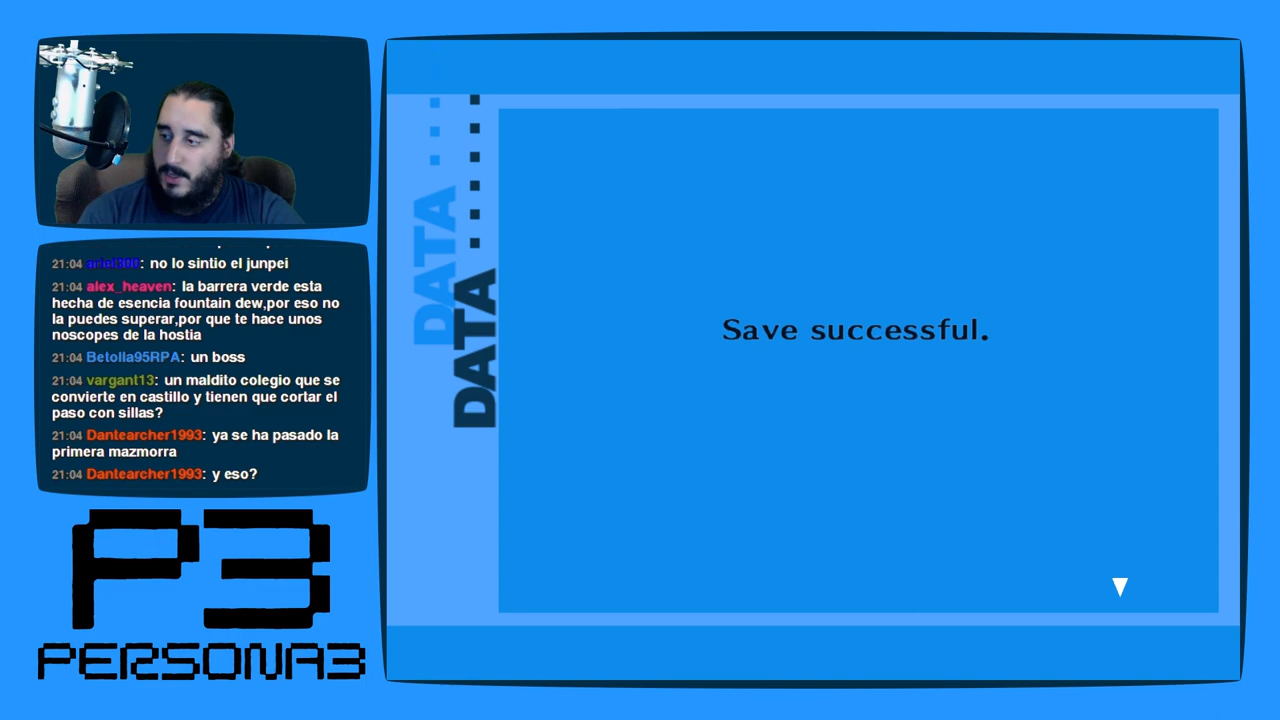 21:04 ariel300: no lo sintio el junpei
21:04 alex_heaven: la barrera verde esta
hecha de esencia fountain dew,por eso no
la puedes superar,por que te hace unos
noscopes de la hostia
21:04 Betolla95RPA: un boss
21:04 vargant13: un maldito colegio que se
convierte en castillo y tienen que cortar el
paso con sillas?
21:04 Dantearcher1993: ya se ha pasado la
primera mazmorra
21:04 Dantearcher1993: y eso?
P3
PERSONA3
DATA
DATA
Save successful.